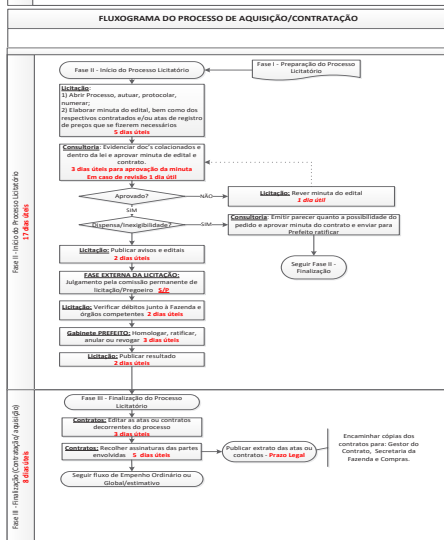 FLUXOGRAMA DO PROCESSO DE AQUISIÇÃO/CONTRATAÇÃO
Fase II - Início do Processo Licitatório
17 dias úteis
Fase II - Início do Processo Licitatório
Fase I - Preparação do Processo
Licitatório
Licitação:
1) Abrir Processo, autuar, protocolar,
numerar;
2) Elaborar minuta do edital, bem como dos
respectivos contratados e/ou atas de registro
de preços que se fizerem necessários
5 dias úteis
Consultoria: Evidenciar doc's colacionados e
dentro da lei e aprovar minuta de edital e
contrato.
3 dias úteis para aprovação da minuta
Em caso de revisão 1 dia útil
Aprovado?
NÃO
Licitação: Rever minuta do edital
1 dia útil
SIM
Dispensa/Inexigibilidade?
SIM
Consultoria: Emitir parecer quanto a possibilidade do
pedido e aprovar minuta do contrato e enviar para
Prefeito ratificar
Seguir Fase II -
Finalização
Licitação: Publicar avisos e editais
2 dias úteis
FASE EXTERNA DA LICITAÇÃO:
Julgamento pela comissão permanente de
licitação/Pregoeiro S/P
Licitação: Verificar débitos junto à Fazenda e
órgãos competentes 2 dias úteis
Gabinete PREFEITO: Homologar, ratificar,
anular ou revogar 3 dias úteis
Licitação: Publicar resultado
2 dias úteis
Fase III - Finalização (Contratação/ aquisição)
8 dias úteis
Fase III - Finalização do Processo
Licitatório
Contratos: Editar as atas ou contratos
decorrentes do processo
3 dias úteis
Contratos: Recolher assinaturas das partes
envolvidas 5 dias úteis
Publicar extrato das atas ou
contratos - Prazo Legal
Encaminhar cópias dos
contratos para: Gestor do
Contrato, Secretaria da
Fazenda e Compras.
Seguir fluxo de Empenho Ordinário ou
Global/estimativo